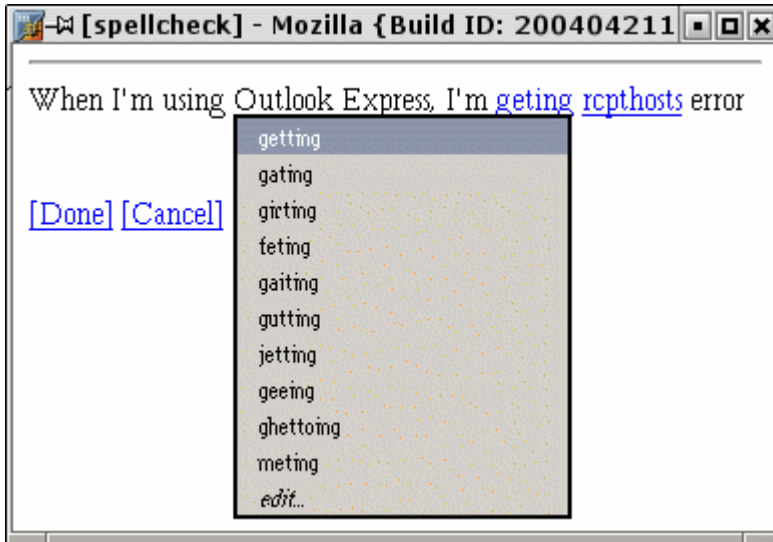 [spellcheck] - Mozilla {Build ID: 200404211
When I'm using Outlook Express, I'm geting rcpthosts error
getting
gating
girting
[Done] [Cancel]
feting
gaiting
gutting
jetting
geeing
ghettoing
meting
edit...